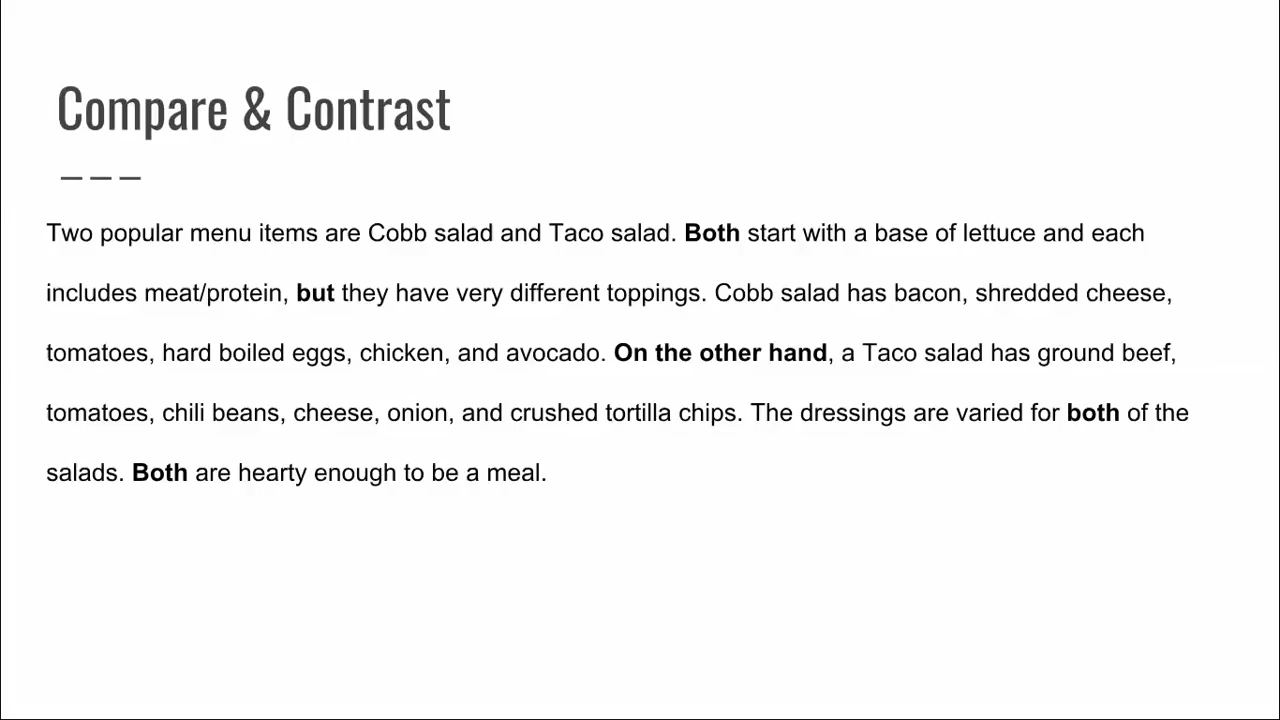 Compare & Contrast
Two popular menu items are Cobb salad and Taco salad. Both start with a base of lettuce and each
includes meat/protein, but they have very different toppings. Cobb salad has bacon, shredded cheese,
tomatoes, hard boiled eggs, chicken, and avocado. On the other hand, a Taco salad has ground beef,
tomatoes, chili beans, cheese, onion, and crushed tortilla chips. The dressings are varied for both of the
salads. Both are hearty enough to be a meal.